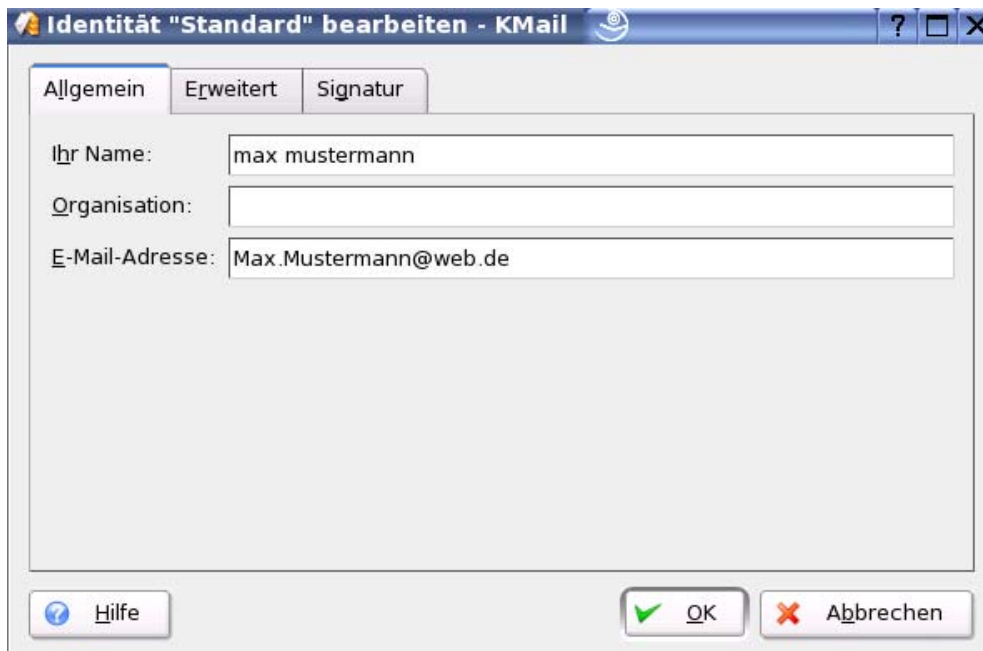 Identität "Standard" bearbeiten - KMail
Allgemein Erweitert Signatur
Ihr Name: max mustermann
Organisation:
E-Mail-Adresse: Max.Mustermann@web.de
Hilfe OK Abbrechen